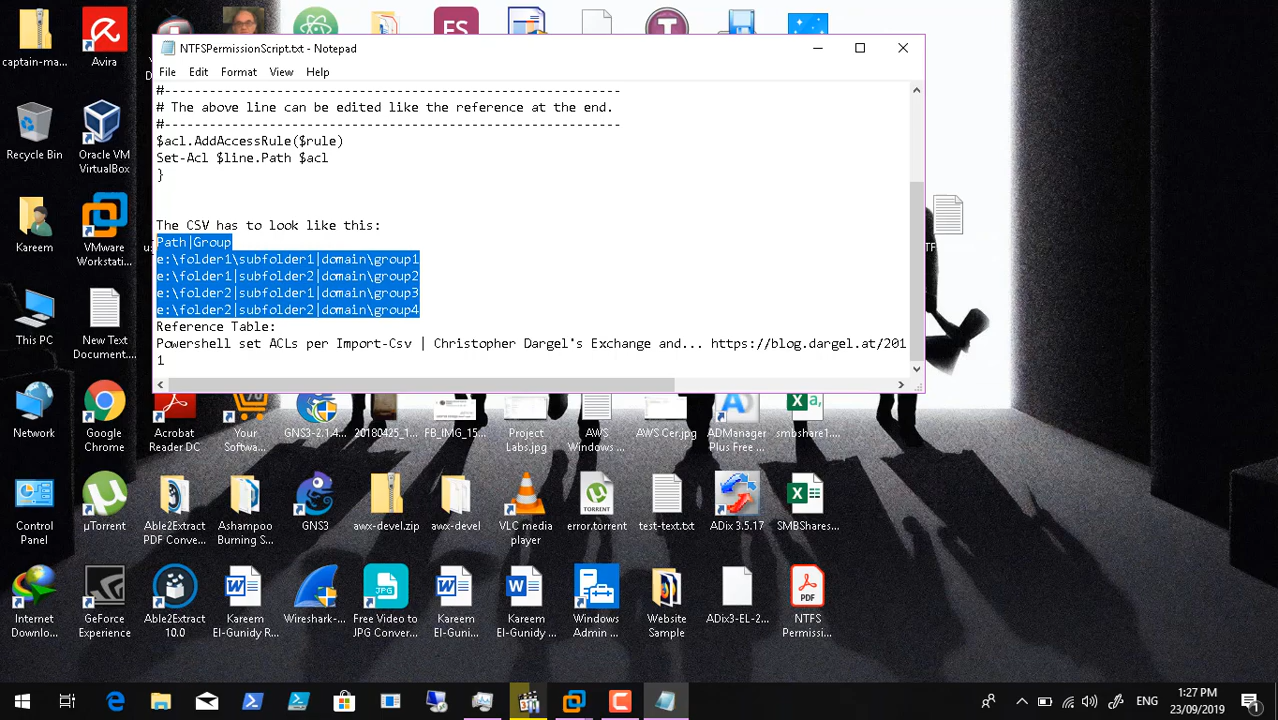 NTFSPermissionScript.txt - Notepad
File Edit Format View Help
#-------------------------------------------------------
# The above line can be edited like the reference at the end.
#-------------------------------------------------------
$acl.AddAccessRule($rule)
Set-Acl $line.Path $acl
}
The CSV has to look like this:
Path|Group
e:\folder1\subfolder1|domain\group1
e:\folder1|subfolder2|domain\group2
e:\folder2|subfolder1|domain\group3
e:\folder2|subfolder2|domain\group4
Reference Table:
Powershell set ACLs per Import-Csv | Christopher Dargel's Exchange and... https://blog.dargel.at/201
1
captain-ma...
Avira
ES
T
Recycle Bin
Oracle VM
VirtualBox
Kareem
VMware
Workstati...
This PC
New Text
Document...
Network
Google
Chrome
Acrobat
Reader DC
Your
Softwa...
GNS3-2.1.4...
20180425_1...
FB_IMG_15...
Project
Labs.jpg
AWS
Windows ...
AWS Cer.jpg
ADManager
Plus Free ...
smbshare1...
Control
Panel
µTorrent
Able2Extract
PDF Conve...
Ashampoo
Burning S...
GNS3
awx-devel.zip
awx-devel
VLC media
player
error.torrent
test-text.txt
ADix 3.5.17
SMBShares...
Internet
Downlo...
GeForce
Experience
Able2Extract
10.0
Kareem
El-Gunidy R...
Wireshark-...
JPG
Free Video to
JPG Conver...
Kareem
El-Guni...
Kareem
El-Gunidy ...
Windows
Admin ...
Website
Sample
ADix3-EL-2...
PDF
NTFS
Permissi...
ENG
1:27 PM
23/09/2019
1